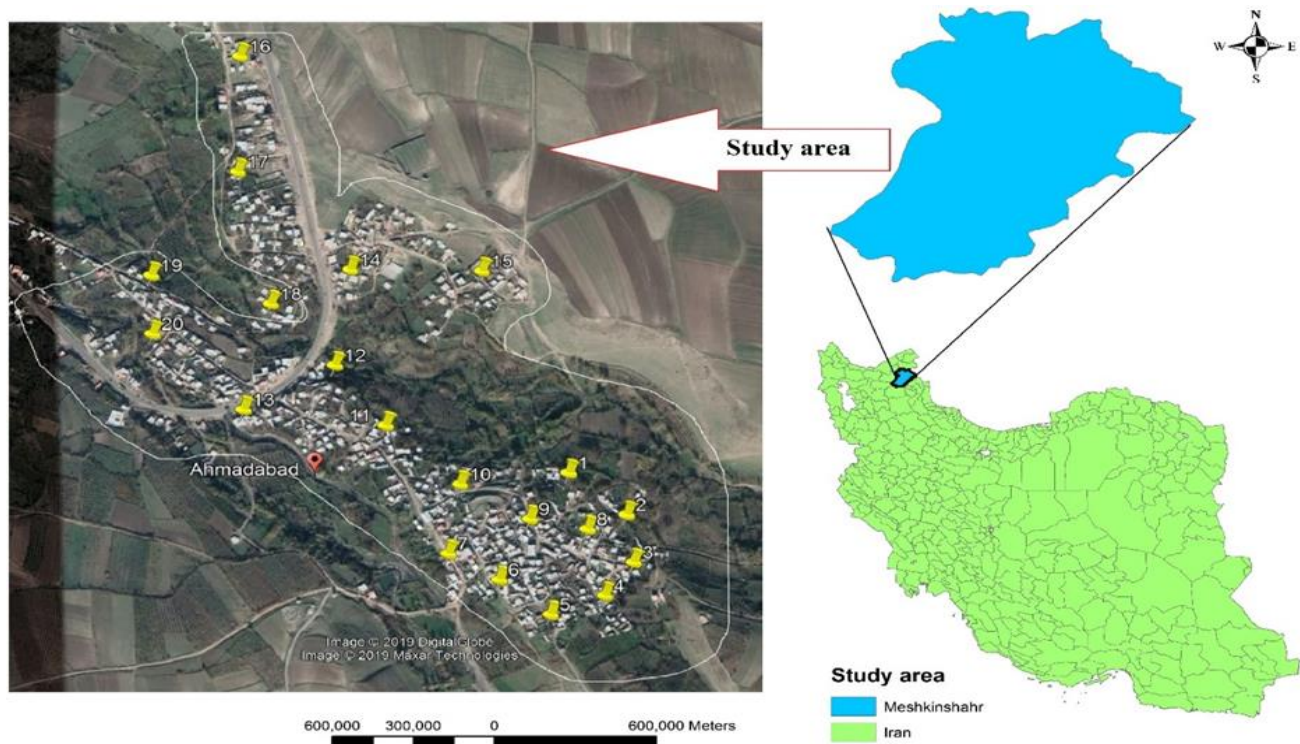 16
17
14
15
19
18
20
12
13
11
Ahmadabad
10
1
9
8
2
7
3
6
4
5
Image © 2019 DigitalGlobe
Image © 2019 Maxar Technologies
Study area
N
W
E
S
600,000 300,000 0 600,000 Meters
Study area
Meshkinshahr
Iran